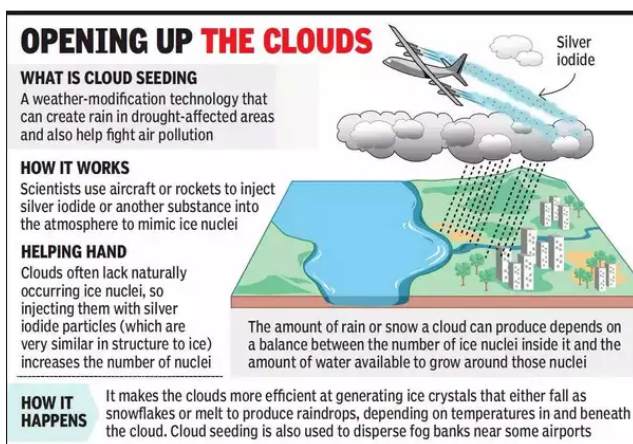 OPENING UP THE CLOUDS
Silver
iodide
WHAT IS CLOUD SEEDING
A weather-modification technology that
can create rain in drought-affected areas
and also help fight air pollution
HOW IT WORKS
Scientists use aircraft or rockets to inject
silver iodide or another substance into
the atmosphere to mimic ice nuclei
HELPING HAND
Clouds often lack naturally
occurring ice nuclei, so
injecting them with silver
iodide particles (which are
very similar in structure to ice)
increases the number of nuclei
The amount of rain or snow a cloud can produce depends on
a balance between the number of ice nuclei inside it and the
amount of water available to grow around those nuclei
HOW IT
HAPPENS
It makes the clouds more efficient at generating ice crystals that either fall as
snowflakes or melt to produce raindrops, depending on temperatures in and beneath
the cloud. Cloud seeding is also used to disperse fog banks near some airports